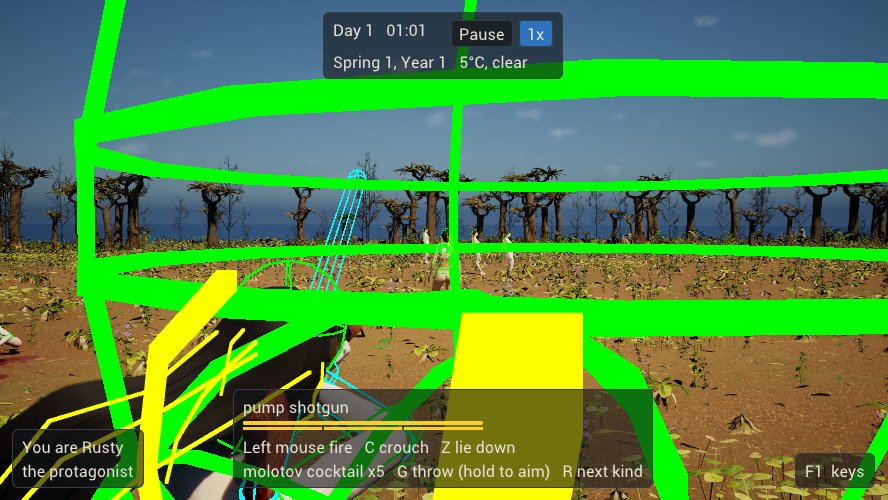 Day 1 01:01 Pause 1x
Spring 1, Year 1 5°C, clear
pump shotgun
Left mouse fire C crouch Z lie down
molotov cocktail x5 G throw (hold to aim) R next kind
You are Rusty
the protagonist
F1 keys